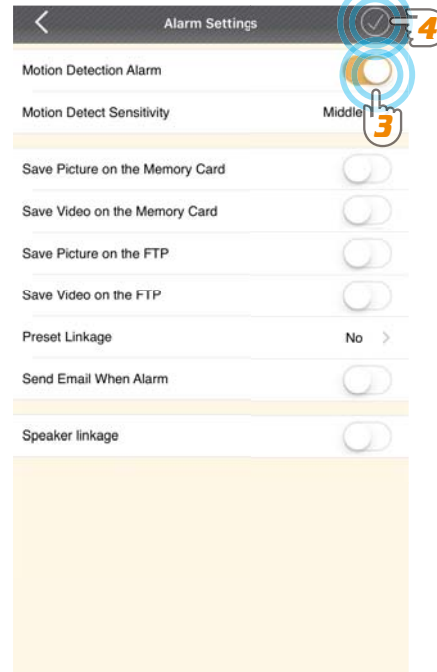 Alarm Settings
4
Motion Detection Alarm
Motion Detect Sensitivity Middle
3
Save Picture on the Memory Card
Save Video on the Memory Card
Save Picture on the FTP
Save Video on the FTP
Preset Linkage No
Send Email When Alarm
Speaker linkage